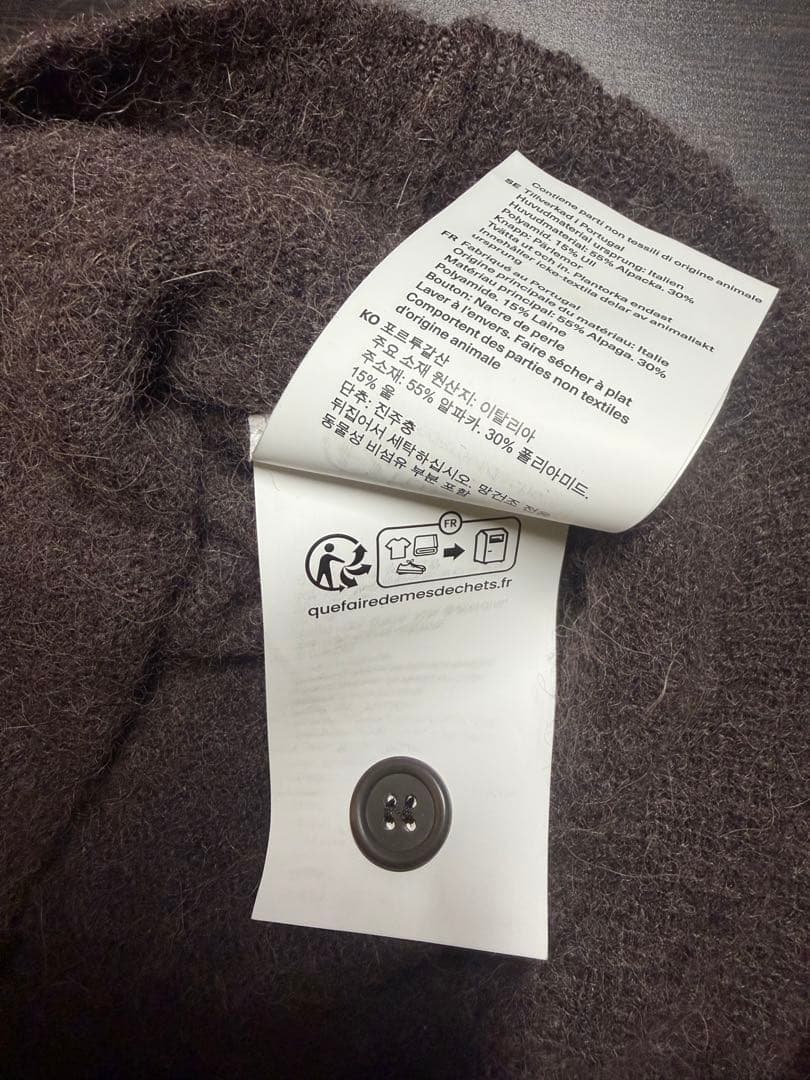 Contiene parti non tessili di origine animale
SE Tillverkad i Portugal
Huvudmaterial ursprung: Italien
Huvudmaterial: 55% Alpacka. 30%
Polyamid. 15% Ull
Knapp: Pärlemor
Tvätta ut och in. Plantorka endast
Innehåller icke-textila delar av animaliskt
ursprung
FR Fabriqué au Portugal
Origine principale du matériau: Italie
Matériau principal: 55% Alpaga. 30%
Polyamide. 15% Laine
Bouton: Nacre de perle
Laver à l'envers. Faire sécher à plat
Comportent des parties non textiles
d'origine animale
KO 포르투갈산
주요 소재 원산지: 이탈리아
주소재: 55% 알파카. 30% 폴리아미드.
15% 울
단추: 진주층
뒤집어서 세탁하십시오. 망건조 전용
동물성 비섬유 부분 포함
FR
quefairedemesdechets.fr